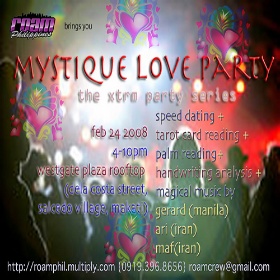 roam
Philippines
brings you
MYSTIQUE LOVE PARTY
the xtrm party series
speed dating +
feb 24 2008
tarot card reading +
4-10pm
palm reading +
westgate plaza rooftop
handwriting analysis +
(dela costa street,
magical music by
salcedo village, makati)
gerard (manila)
ari (iran)
maf(iran)
http://roamphil.multiply.com {0919.396.8656} roamcrew@gmail.com